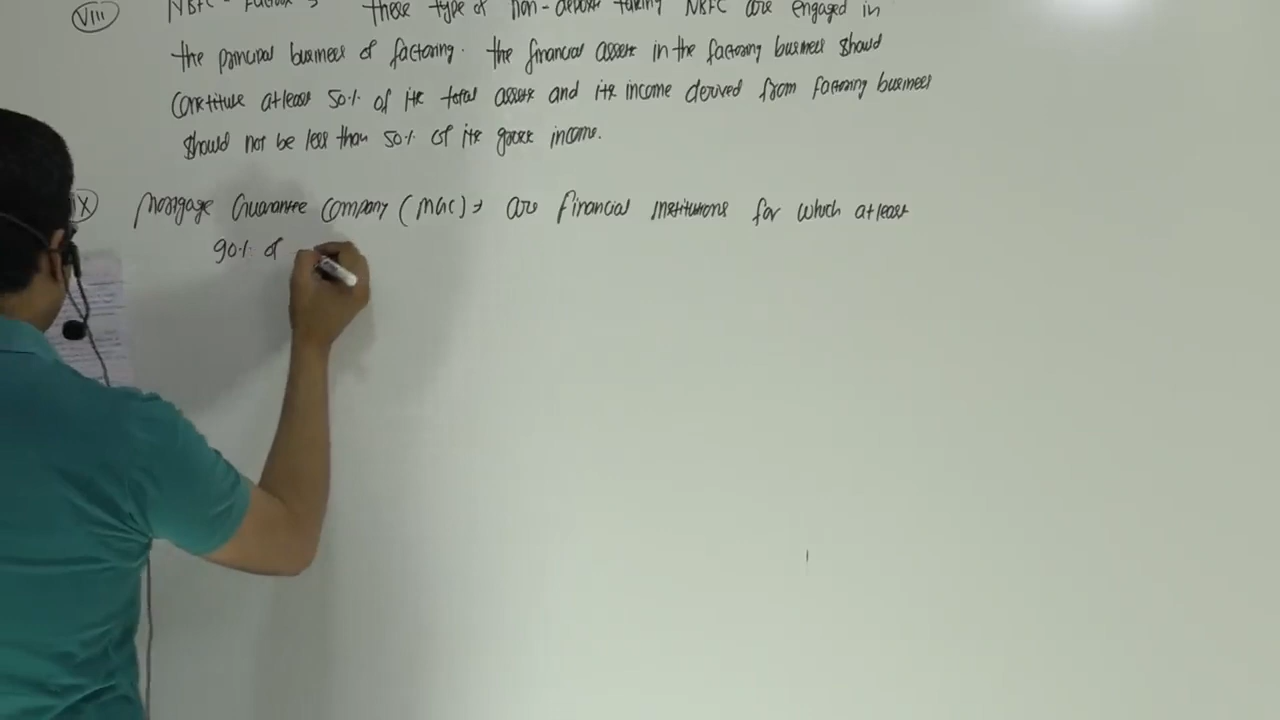 VIII NBFC - Factor → These type of non-deposit taking NBFC are engaged in
the principal business of factoring. The financial assets in the factoring business should
constitute atleast 50% of its total assets and its income derived from factoring business
should not be less than 50% of its gross income.
X Mortgage Guarantee Company (MGC) → are financial institutions for which atleast
90% of